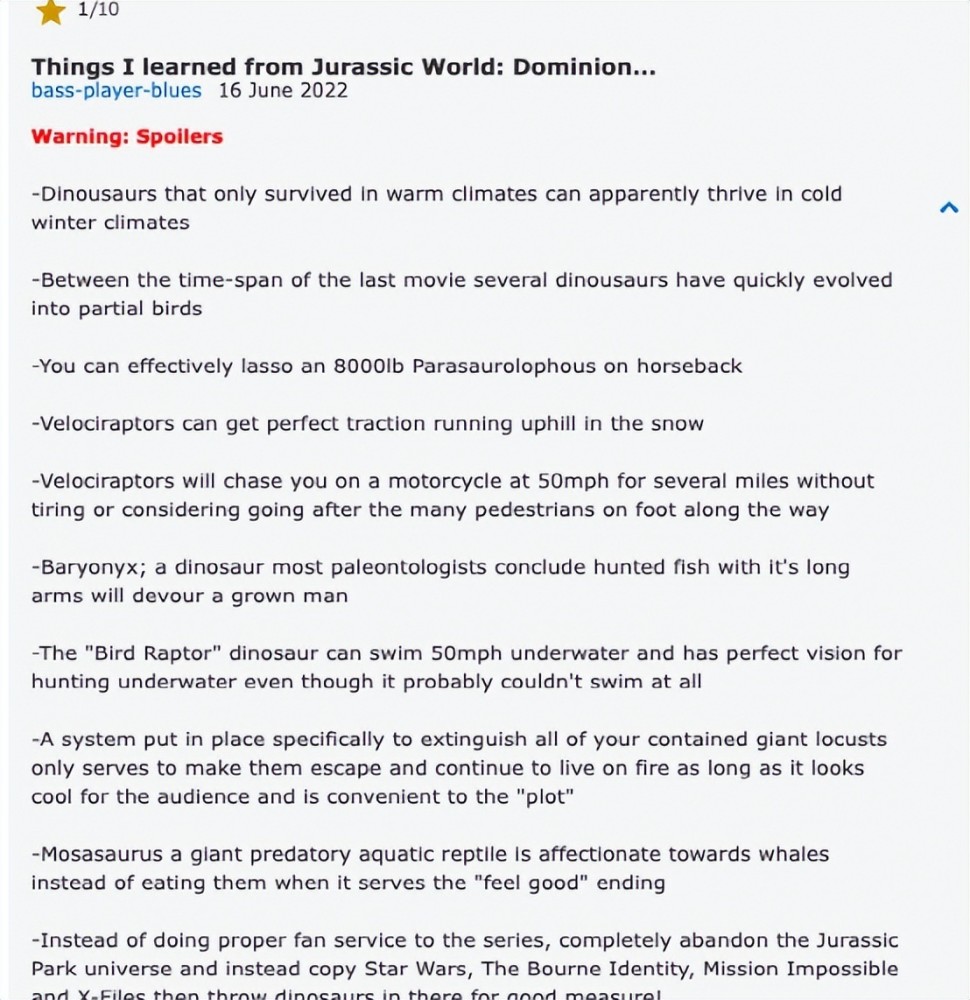 1/10
Things I learned from Jurassic World: Dominion...
bass-player-blues 16 June 2022
Warning: Spoilers
-Dinousaurs that only survived in warm climates can apparently thrive in cold
winter climates
-Between the time-span of the last movie several dinousaurs have quickly evolved
into partial birds
-You can effectively lasso an 8000lb Parasaurolophous on horseback
-Velociraptors can get perfect traction running uphill in the snow
-Velociraptors will chase you on a motorcycle at 50mph for several miles without
tiring or considering going after the many pedestrians on foot along the way
-Baryonyx; a dinosaur most paleontologists conclude hunted fish with it's long
arms will devour a grown man
-The "Bird Raptor" dinosaur can swim 50mph underwater and has perfect vision for
hunting underwater even though it probably couldn't swim at all
-A system put in place specifically to extinguish all of your contained giant locusts
only serves to make them escape and continue to live on fire as long as it looks
cool for the audience and is convenient to the "plot"
-Mosasaurus a giant predatory aquatic reptile is affectionate towards whales
instead of eating them when it serves the "feel good" ending
-Instead of doing proper fan service to the series, completely abandon the Jurassic
Park universe and instead copy Star Wars, The Bourne Identity, Mission Impossible
and X-Files then throw dinosaurs in there for good measure!